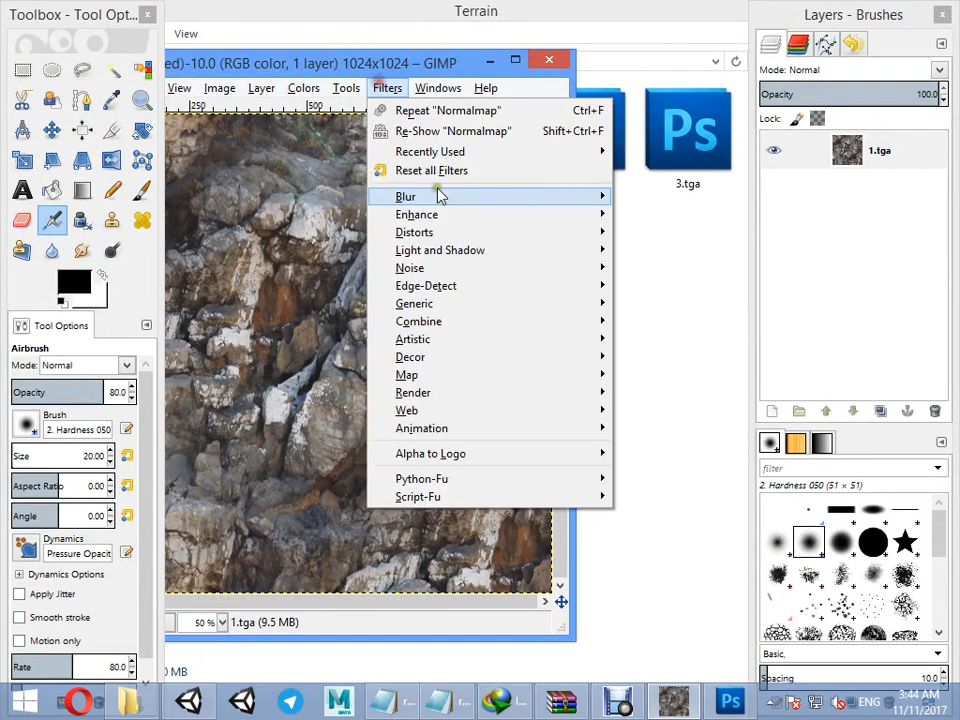 Toolbox - Tool Opt...
Terrain
Layers - Brushes
View
ed)-10.0 (RGB color, 1 layer) 1024x1024 – GIMP
View Image Layer Colors Tools Filters Windows Help
250 500
Repeat "Normalmap" Ctrl+F
Re-Show "Normalmap" Shift+Ctrl+F
Recently Used
Reset all Filters
Blur
Enhance
Distorts
Light and Shadow
Noise
Edge-Detect
Generic
Combine
Artistic
Decor
Map
Render
Web
Animation
Alpha to Logo
Python-Fu
Script-Fu
Ps
3.tga
50 % 1.tga (9.5 MB)
MB
Tool Options
Airbrush
Mode: Normal
Opacity 80.0
Brush
2. Hardness 050
Size 20.00
Aspect Ratio 0.00
Angle 0.00
Dynamics
Pressure Opacit
Dynamics Options
Apply Jitter
Smooth stroke
Motion only
Rate 80.0
Mode: Normal
Opacity 100.0
Lock:
1.tga
filter
2. Hardness 050 (51 × 51)
Basic,
Spacing 10.0
MAYA
r...
r...
I...
Ps
ENG
3:44 AM
11/11/2017